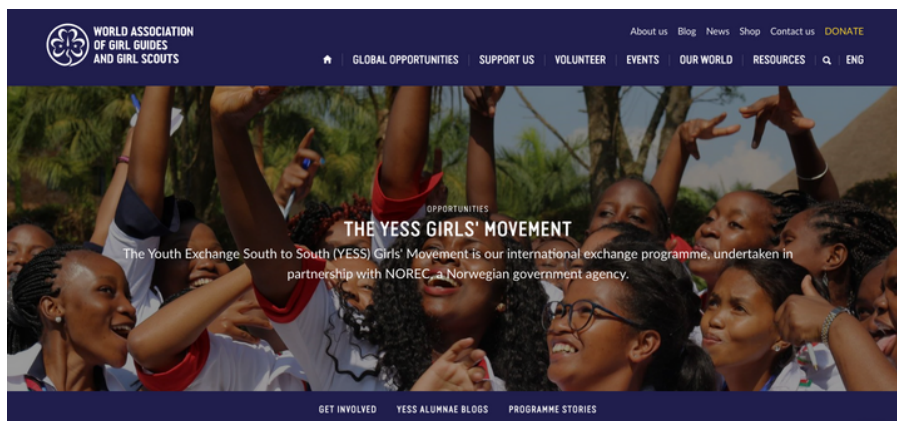 WORLD ASSOCIATION
OF GIRL GUIDES
AND GIRL SCOUTS
About us Blog News Shop Contact us DONATE
GLOBAL OPPORTUNITIES SUPPORT US VOLUNTEER EVENTS OUR WORLD RESOURCES ENG
OPPORTUNITIES
THE YESS GIRLS' MOVEMENT
The Youth Exchange South to South (YESS) Girls' Movement is our international exchange programme, undertaken in
partnership with NOREC, a Norwegian government agency.
GET INVOLVED YESS ALUMNAE BLOGS PROGRAMME STORIES